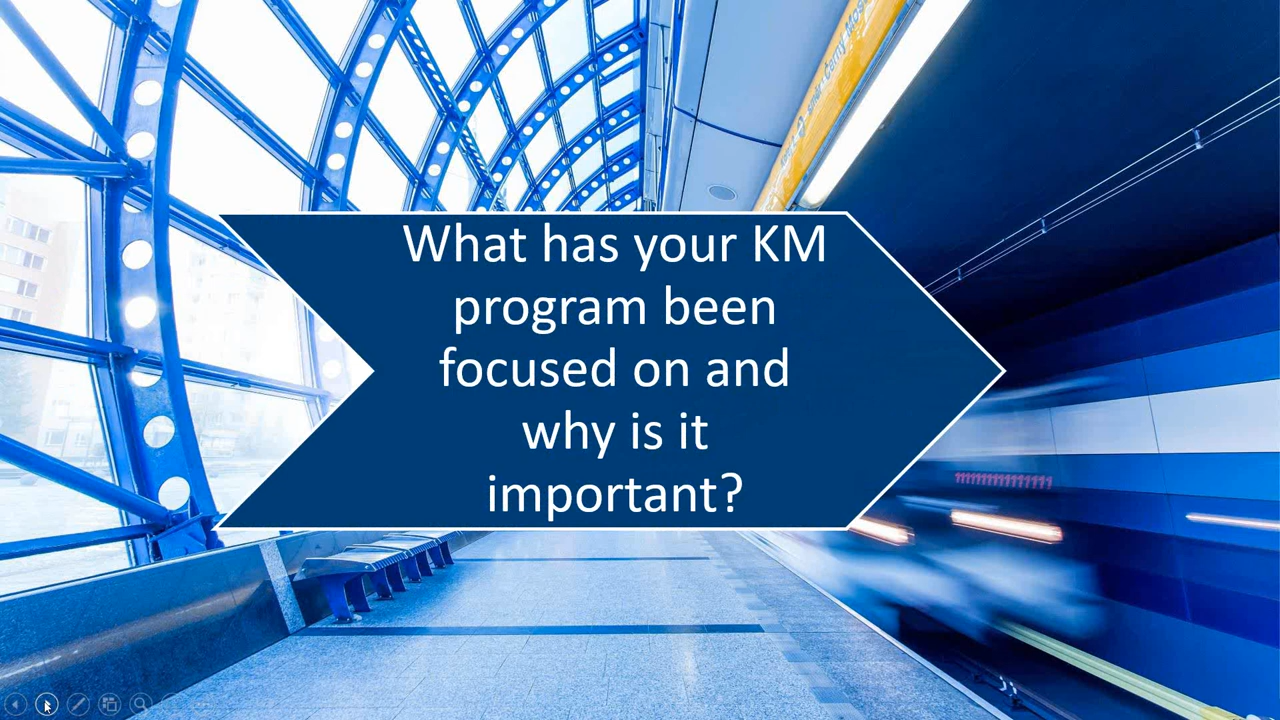 What has your KM
program been
focused on and
why is it
important?